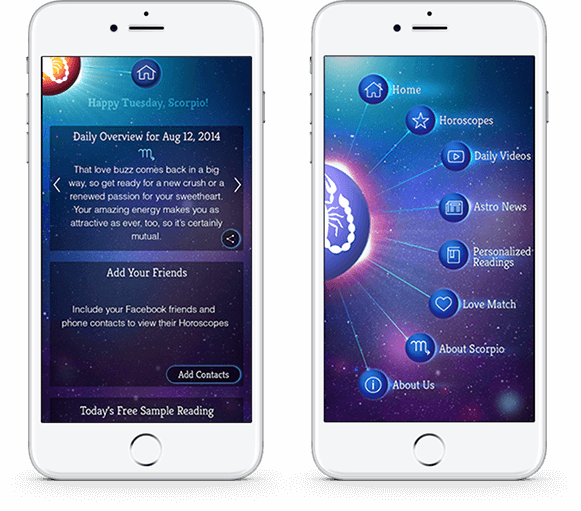 Happy Tuesday, Scorpio!
Daily Overview for Aug 12, 2014
That love buzz comes back in a big
way, so get ready for a new crush or a
renewed passion for your sweetheart.
Your amazing energy makes you as
attractive as ever, too, so it's certainly
mutual.
Add Your Friends
Include your Facebook friends and
phone contacts to view their Horoscopes
Add Contacts
Today's Free Sample Reading
Home
Horoscopes
Daily Videos
Astro News
Personalized
Readings
Love Match
About Scorpio
About Us